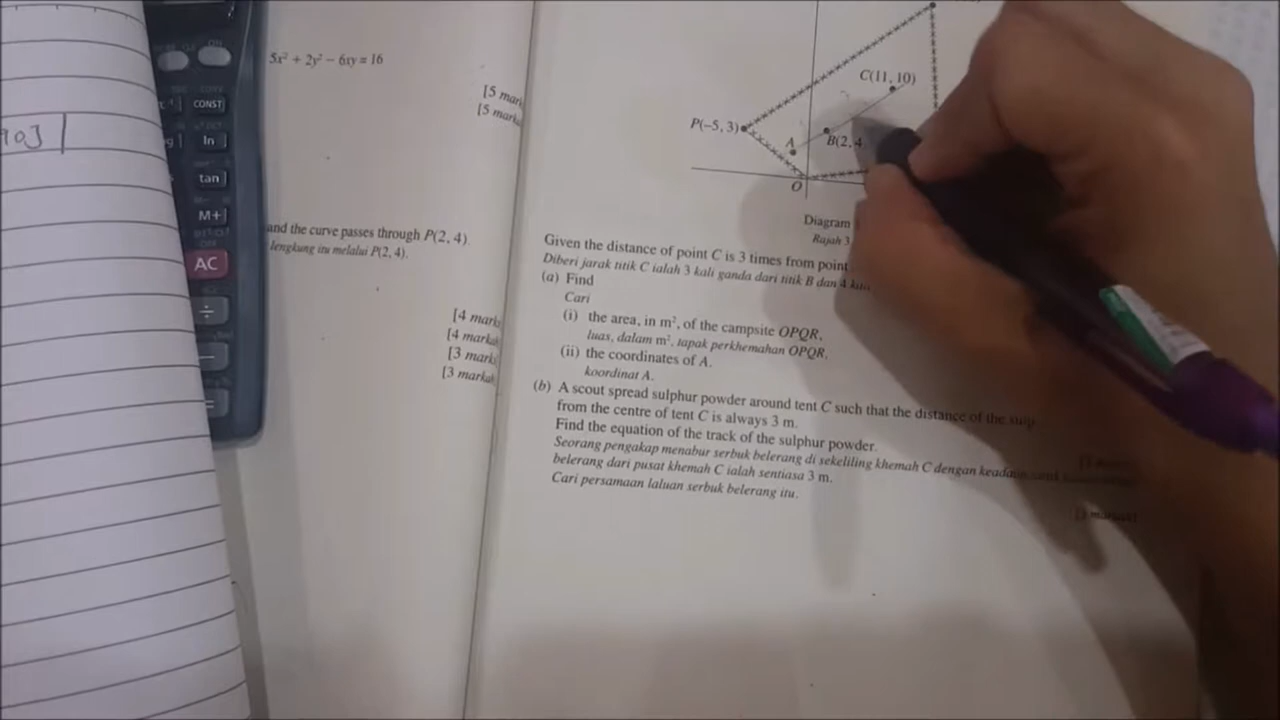 5x² + 2y² − 6xy = 16
[5
[5
and the curve passes through P(2, 4).
lengkung itu melalui P(2, 4).
[4 marks
[4 markah
[3 marks
[3 markah
CONST
ln
tan
M+
AC
÷
−
=
C(11, 10)
P(−5, 3)
A
B(2, 4
O
Diagram
Rajah 3
Given the distance of point C is 3 times from point
Diberi jarak titik C ialah 3 kali ganda dari titik B dan 4
(a) Find
Cari
(i) the area, in m², of the campsite OPQR,
luas, dalam m², tapak perkhemahan OPQR,
(ii) the coordinates of A.
koordinat A.
(b) A scout spread sulphur powder around tent C such that the distance of the
from the centre of tent C is always 3 m.
Find the equation of the track of the sulphur powder.
Seorang pengakap menabur serbuk belerang di sekeliling khemah C dengan keadaan
belerang dari pusat khemah C ialah sentiasa 3 m.
Cari persamaan laluan serbuk belerang itu.